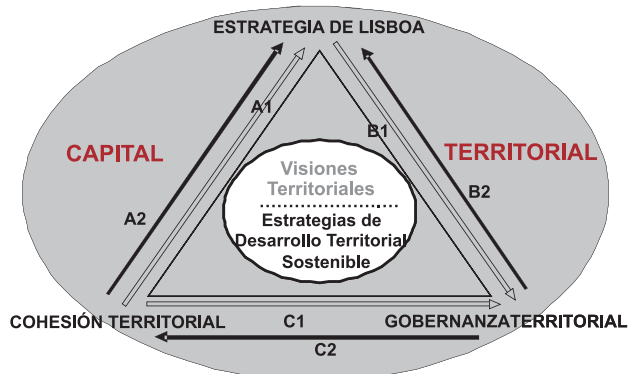 ESTRATEGIA DE LISBOA
A1
B1
CAPITAL
TERRITORIAL
Visiones
Territoriales
A2
B2
Estrategias de
Desarrollo Territorial
Sostenible
COHESIÓN TERRITORIAL
C1
GOBERNANZATERRITORIAL
C2